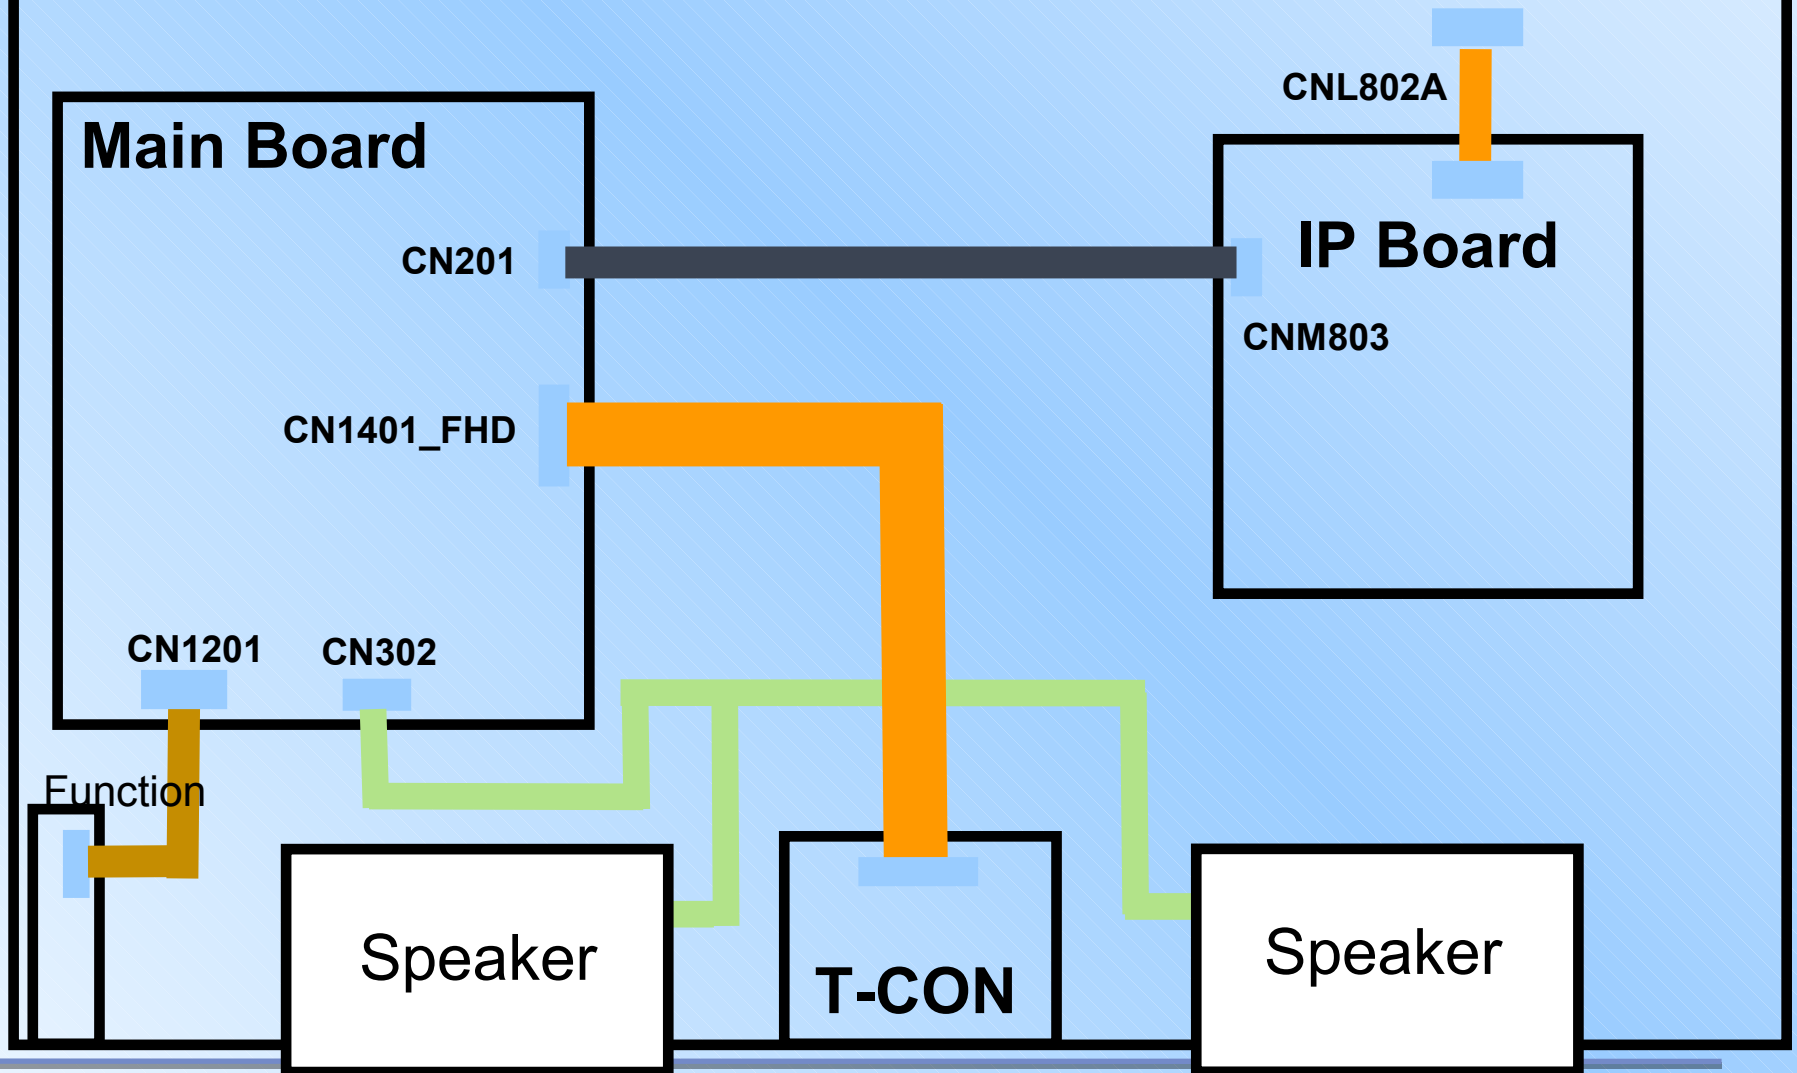 CNL802A
Main Board
IP Board
CN201
CNM803
CN1401_FHD
CN1201
CN302
Function
Speaker
Speaker
T-CON